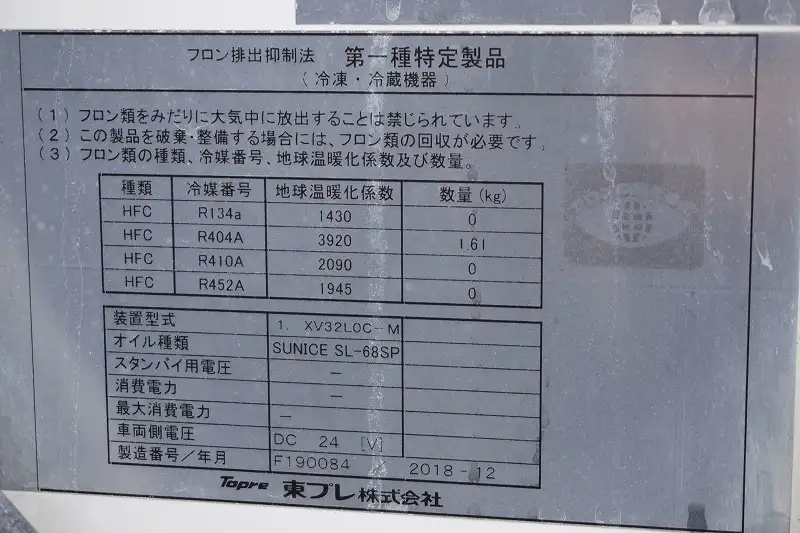 フロン排出抑制法 第一種特定製品
(冷凍・冷蔵機器)
(1) フロン類をみだりに大気中に放出することは禁じられています。
(2) この製品を破棄・整備する場合には、フロン類の回収が必要です。
(3) フロン類の種類、冷媒番号、地球温暖化係数及び数量。
種類 冷媒番号 地球温暖化係数 数量(kg)
HFC R134a 1430 0
HFC R404A 3920 1.61
HFC R410A 2090 0
HFC R452A 1945 0
装置型式 1. XV32LOC-M
オイル種類 SUNICE SL-68SP
スタンバイ用電圧 —
消費電力 —
最大消費電力 —
車両側電圧 DC 24 [V]
製造番号/年月 F190084 2018-12
Topre 東プレ株式会社